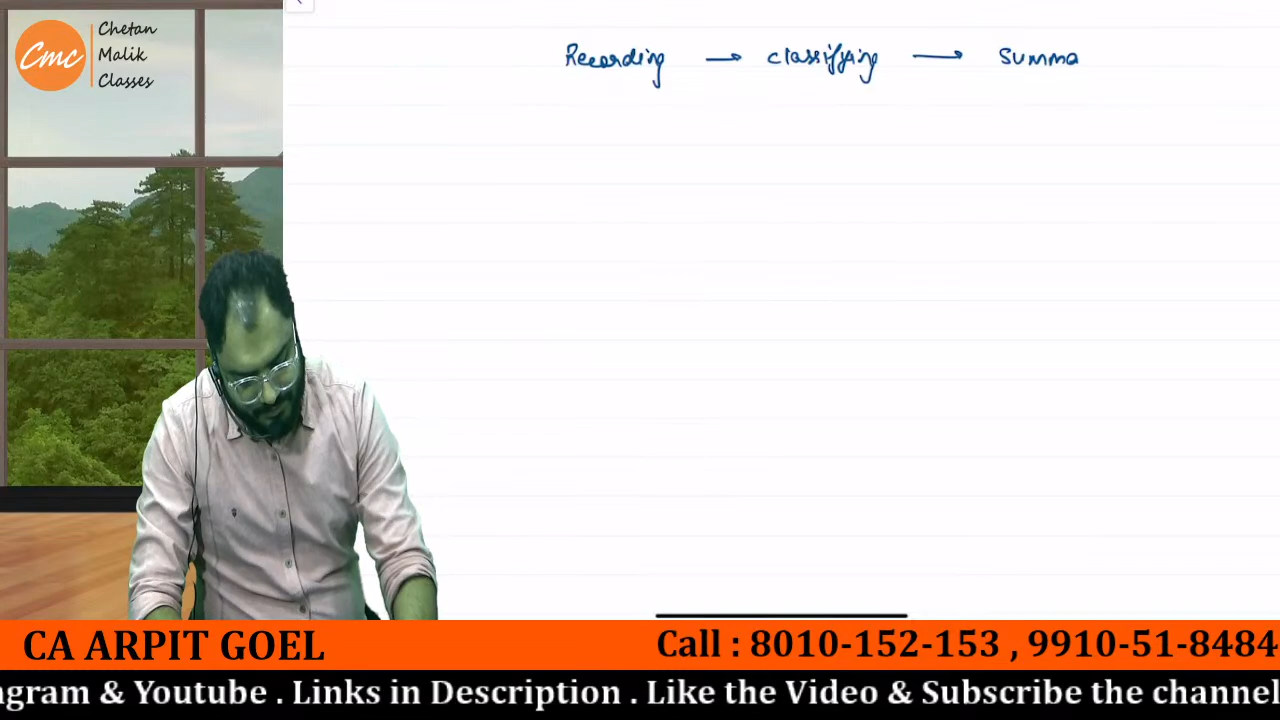 Cmc
Chetan
Malik
Classes
Recording → classifying → Summa
CA ARPIT GOEL
Call : 8010-152-153 , 9910-51-8484
agram & Youtube . Links in Description . Like the Video & Subscribe the channel